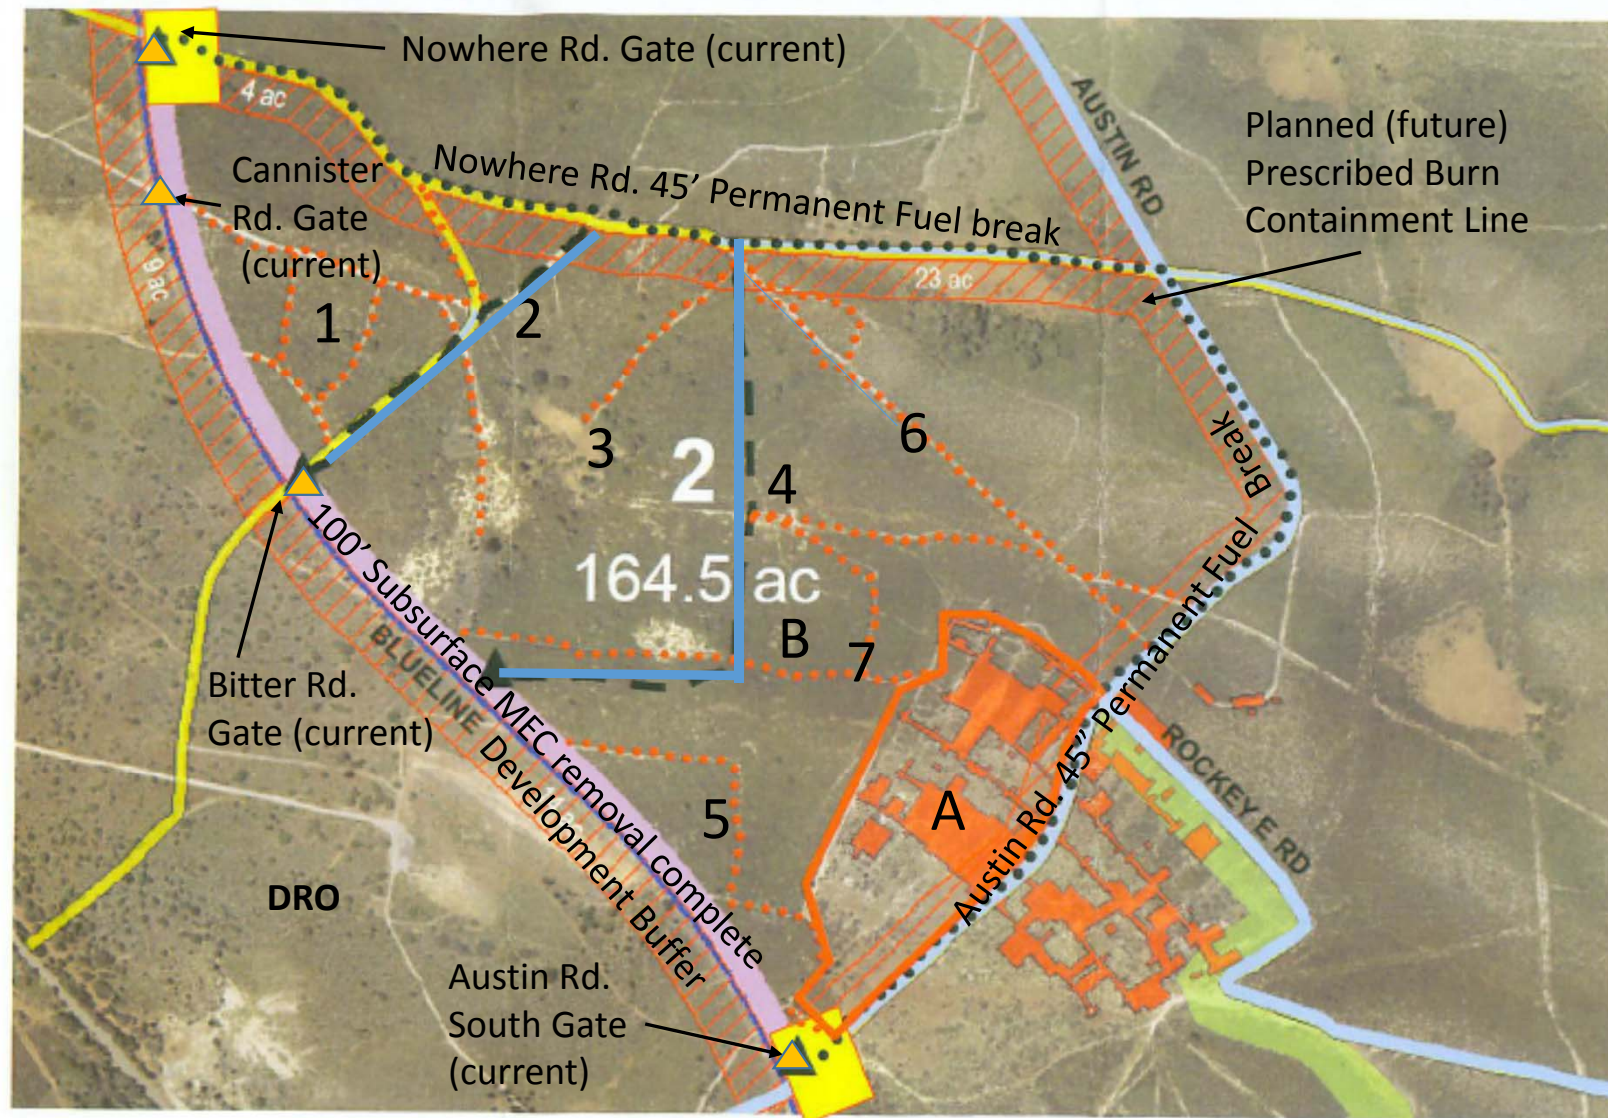 Nowhere Rd. Gate (current)
4 ac
AUSTIN RD
Planned (future)
Prescribed Burn
Containment Line
Cannister
Rd. Gate
(current)
Nowhere Rd. 45’ Permanent Fuel break
9 ac
23 ac
1
2
3
2
4
6
164.5 ac
B
7
100’ Subsurface MEC removal complete
BLUELINE Development Buffer
Bitter Rd.
Gate (current)
5
A
Austin Rd. 45” Permanent Fuel Break
ROCKEY E RD
DRO
Austin Rd.
South Gate
(current)